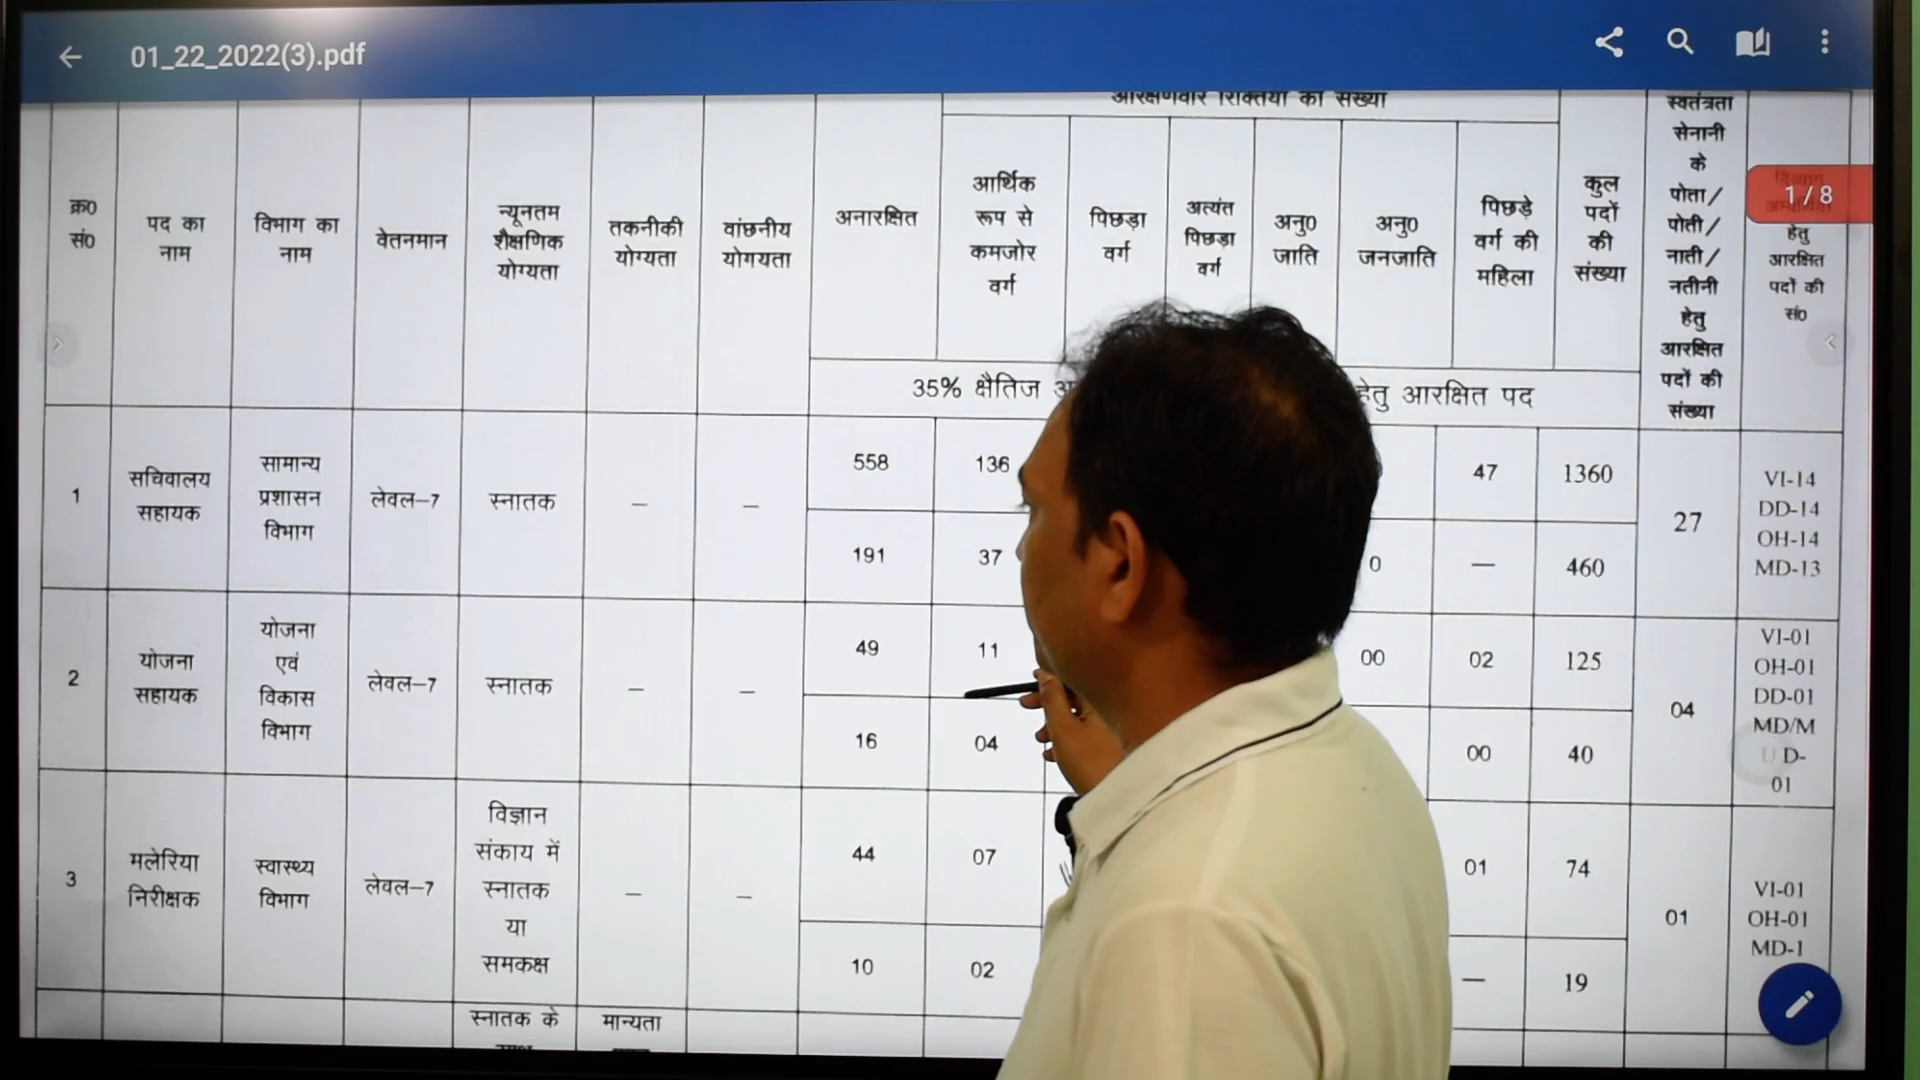 01_22_2022(3).pdf
1 / 8
आरक्षणवार रिक्तियों की संख्या
क्र0
सं0
पद का
नाम
विभाग का
नाम
वेतनमान
न्यूनतम
शैक्षणिक
योग्यता
तकनीकी
योग्यता
वांछनीय
योगयता
अनारक्षित
आर्थिक
रूप से
कमजोर
वर्ग
पिछड़ा
वर्ग
अत्यंत
पिछड़ा
वर्ग
अनु0
जाति
अनु0
जनजाति
पिछड़े
वर्ग की
महिला
कुल
पदों
की
संख्या
स्वतंत्रता
सेनानी
के
पोता/
पोती/
नाती/
नतीनी
हेतु
आरक्षित
पदों की
संख्या
हेतु
आरक्षित
पदों की
सं0
35% क्षैतिज
हेतु आरक्षित पद
1
सचिवालय
सहायक
सामान्य
प्रशासन
विभाग
लेवल–7
स्नातक
–
–
558
136
47
1360
191
37
0
—
460
27
VI-14
DD-14
OH-14
MD-13
2
योजना
सहायक
योजना
एवं
विकास
विभाग
लेवल–7
स्नातक
–
–
49
11
00
02
125
16
04
00
40
04
VI-01
OH-01
DD-01
MD/M
U D-
01
3
मलेरिया
निरीक्षक
स्वास्थ्य
विभाग
लेवल–7
विज्ञान
संकाय में
स्नातक
या
समकक्ष
–
–
44
07
01
74
10
02
—
19
01
VI-01
OH-01
MD-1
स्नातक के
मान्यता